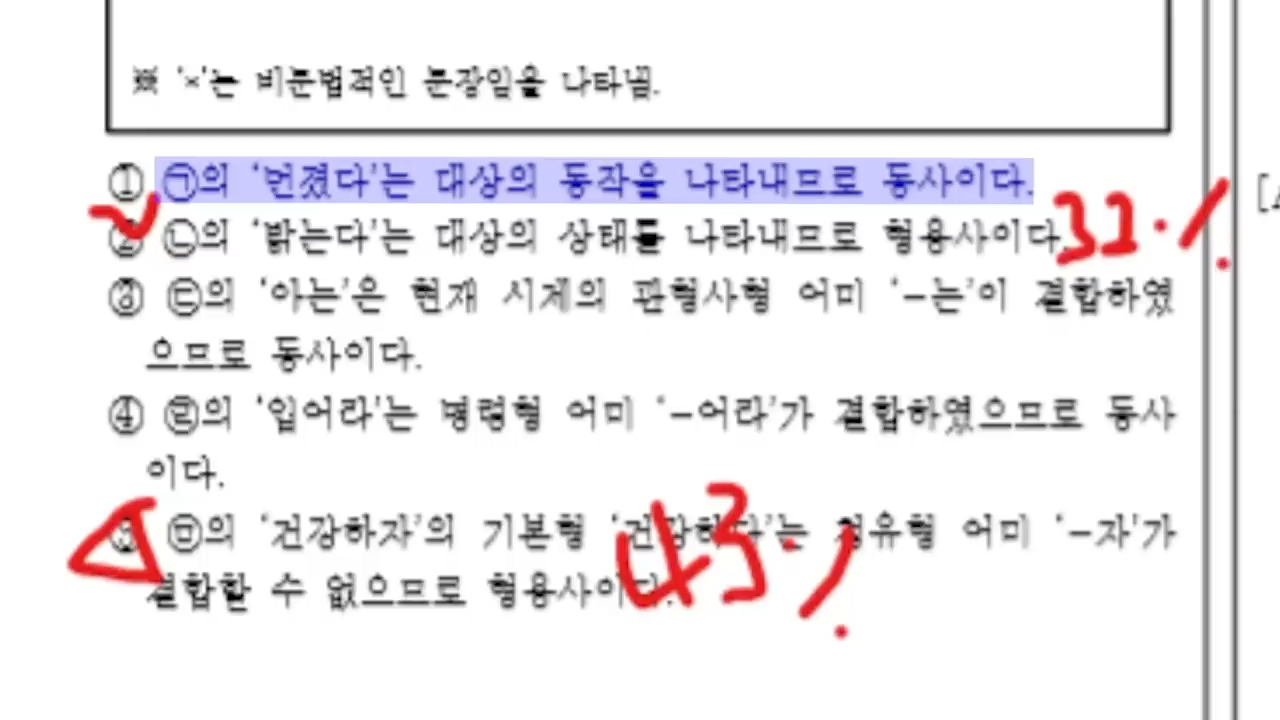 ※ '×'는 비문법적인 문장임을 나타냄.
① ㉠의 '먼졌다'는 대상의 동작을 나타내므로 동사이다.
② ㉡의 '밝는다'는 대상의 상태를 나타내므로 형용사이다.
32%
③ ㉢의 '아는'은 현재 시제의 관형사형 어미 '-는'이 결합하였
으므로 동사이다.
④ ㉣의 '입어라'는 명령형 어미 '-어라'가 결합하였으므로 동사
이다.
⑤ ㉤의 '건강하자'의 기본형 '건강하다'는 청유형 어미 '-자'가
결합할 수 없으므로 형용사이다.
43%